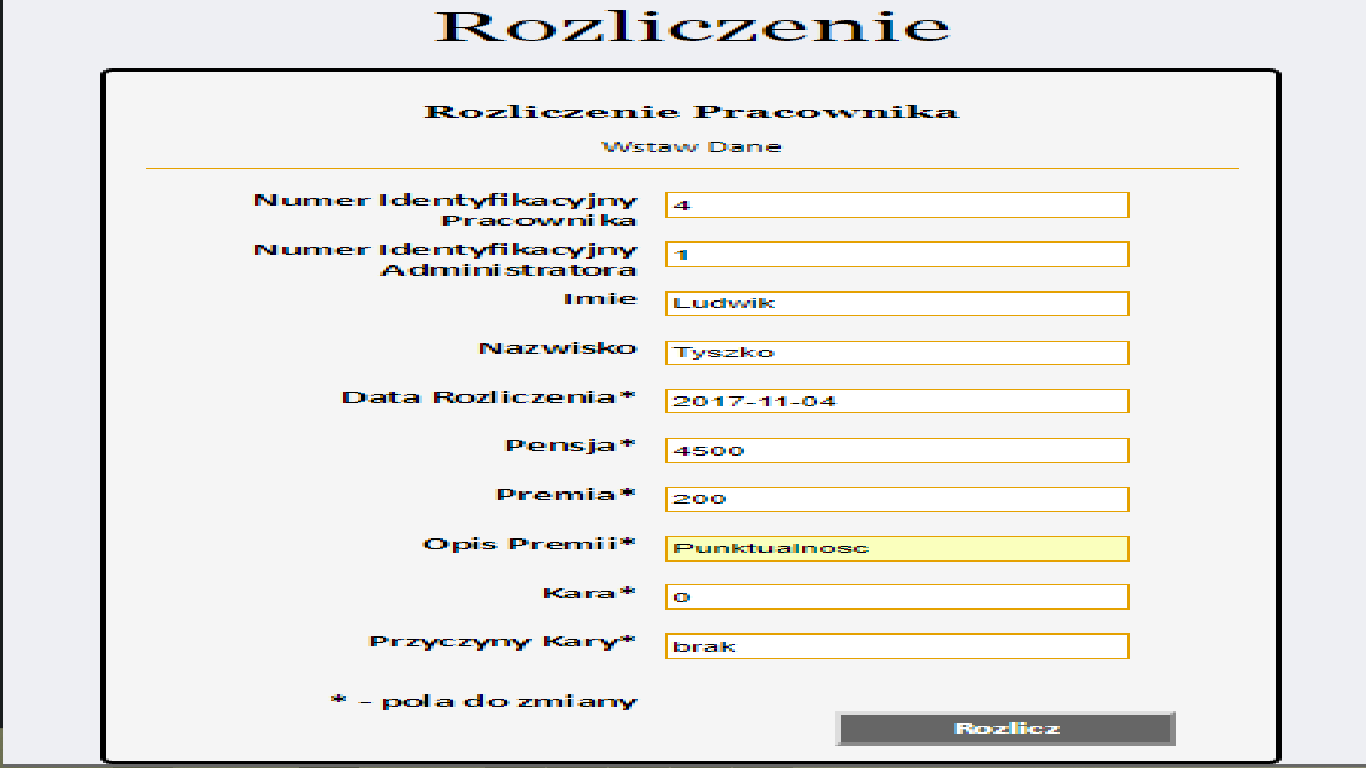 Rozliczenie
Rozliczenie Pracownika
Wstaw Dane
Numer Identyfikacyjny
Pracownika
4
Numer Identyfikacyjny
Administratora
1
Imie
Ludwik
Nazwisko
Tyszko
Data Rozliczenia*
2017-11-04
Pensja*
4500
Premia*
200
Opis Premii*
Punktualnosc
Kara*
0
Przyczyny Kary*
brak
* - pola do zmiany
Rozlicz